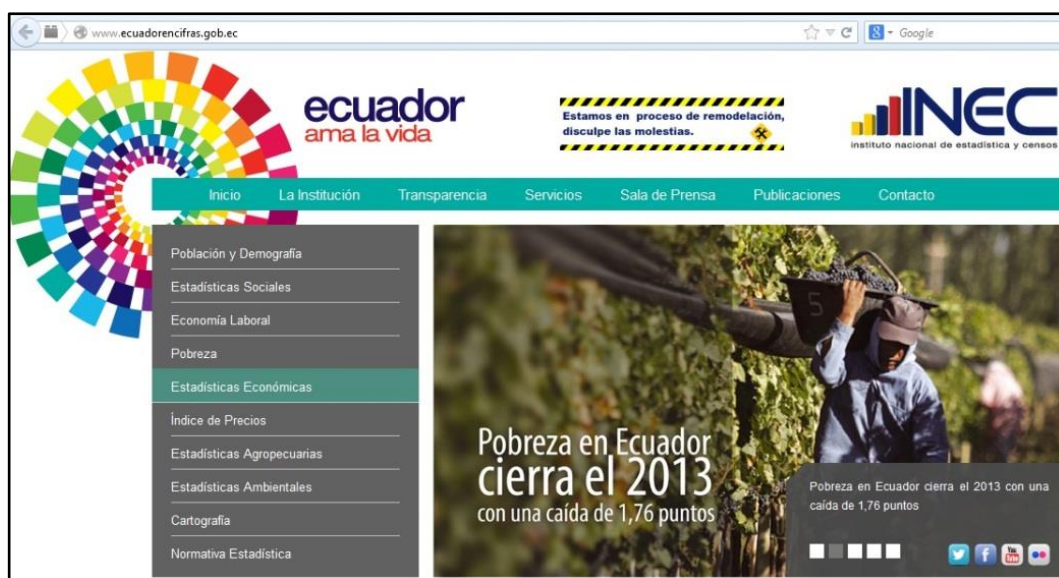 www.ecuadorencifras.gob.ec
Google
ecuador
ama la vida
Estamos en proceso de remodelación,
disculpe las molestias.
INEC
instituto nacional de estadística y censos
Inicio La Institución Transparencia Servicios Sala de Prensa Publicaciones Contacto
Población y Demografía
Estadísticas Sociales
Economía Laboral
Pobreza
Estadísticas Económicas
Índice de Precios
Estadísticas Agropecuarias
Estadísticas Ambientales
Cartografía
Normativa Estadística
5
Pobreza en Ecuador
cierra el 2013
con una caída de 1,76 puntos
Pobreza en Ecuador cierra el 2013 con una
caída de 1,76 puntos
You
Tube